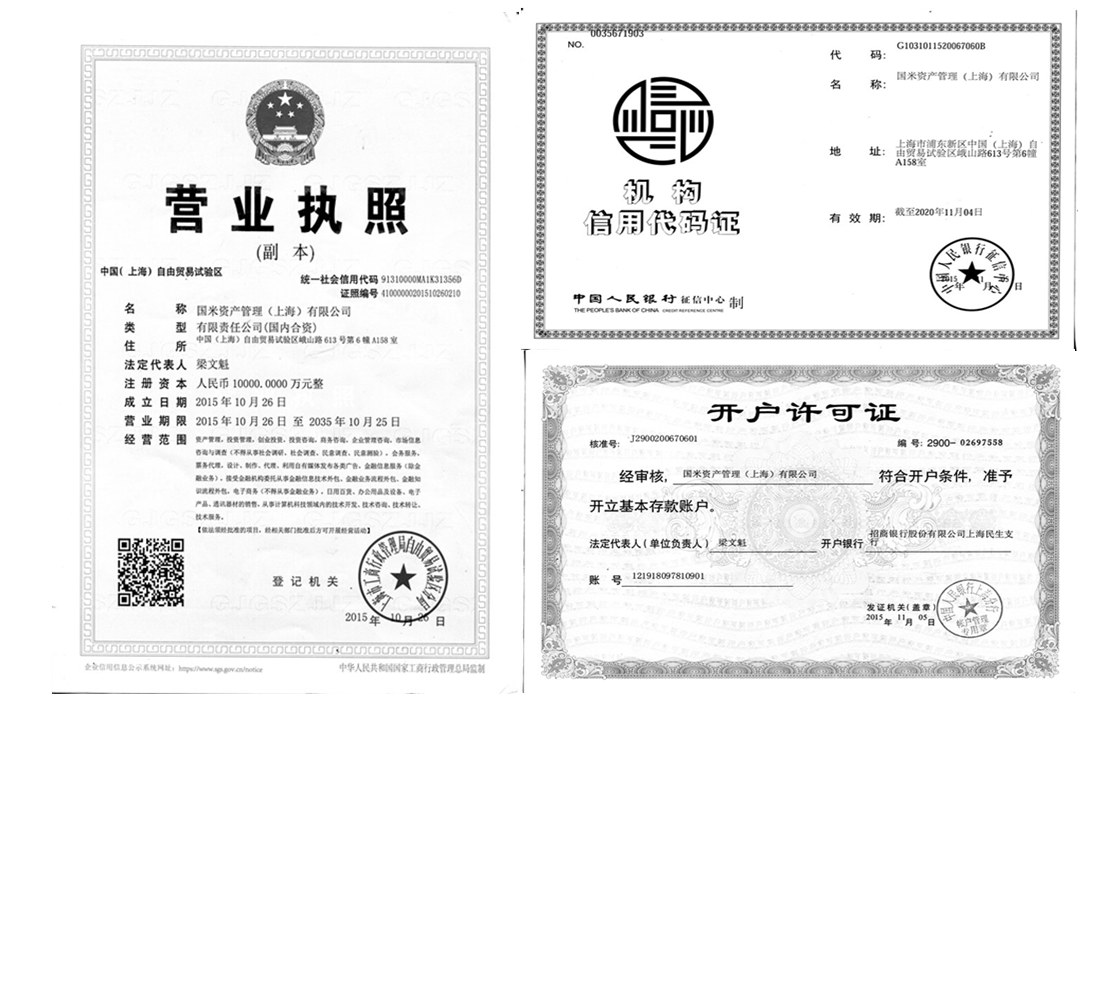 营业执照
(副 本)
中国( 上海) 自由贸易试验区
统一社会信用代码 91310000MA1K31356D
证照编号 41000000201510260210
名 称 国米资产管理（上海）有限公司
类 型 有限责任公司(国内合资)
住 所 中国（上海）自由贸易试验区峨山路 613 号第 6 幢 A158 室
法定代表人 梁文魁
注 册 资 本 人民币 10000.0000 万元整
成 立 日 期 2015 年 10 月 26 日
营 业 期 限 2015 年 10 月 26 日 至 2035 年 10 月 25 日
经 营 范 围 资产管理，投资管理，创业投资，投资咨询，商务咨询，企业管理咨询，市场信息
咨询与调查（不得从事社会调研、社会调查、民意调查、民意测验），会务服务，
票务代理，设计、制作、代理、利用自有媒体发布各类广告，金融信息服务（除金
融业务），接受金融机构委托从事金融信息技术外包，金融业务流程外包，金融知
识流程外包，电子商务（不得从事金融业务），日用百货、办公用品及设备、电子
产品、通讯器材的销售，从事计算机科技领域内的技术开发、技术咨询、技术转让、
技术服务。
【依法须经批准的项目，经相关部门批准后方可开展经营活动】
登 记 机 关
2015 年 10 月 26 日
企业信用信息公示系统网址：https://www.sgs.gov.cn/notice
中华人民共和国国家工商行政管理总局监制
NO. 0035671903
机 构
信用代码证
中国人民银行 征信中心 制
THE PEOPLE'S BANK OF CHINA CREDIT REFERENCE CENTRE
代 码: G1031011520067060B
名 称: 国米资产管理（上海）有限公司
地 址: 上海市浦东新区中国（上海）自
由贸易试验区峨山路613号第6幢
A158室
有 效 期: 截至2020年11月04日
中国人民银行征信中心
2015 年 11 月 05 日
开户许可证
核准号: J2900200670601
编 号: 2900- 02697558
经审核, 国米资产管理（上海）有限公司 符合开户条件, 准予
开立基本存款账户。
法定代表人 ( 单位负责人 ) 梁文魁 开户银行 招商银行股份有限公司上海民生支
行
账 号 121918097810901
发证机关( 盖章 )
2015 年 11 月 05 日
账户管理
专用章